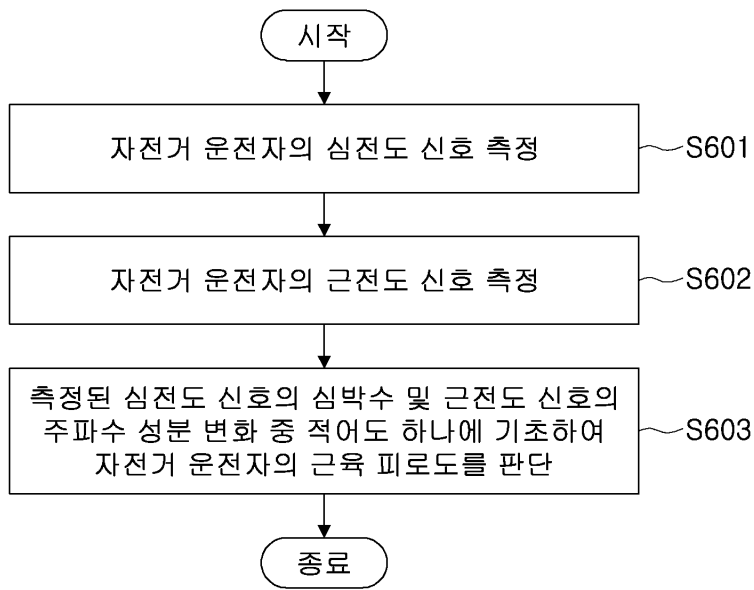 시작
자전거 운전자의 심전도 신호 측정
S601
자전거 운전자의 근전도 신호 측정
S602
측정된 심전도 신호의 심박수 및 근전도 신호의
주파수 성분 변화 중 적어도 하나에 기초하여
자전거 운전자의 근육 피로도를 판단
S603
종료